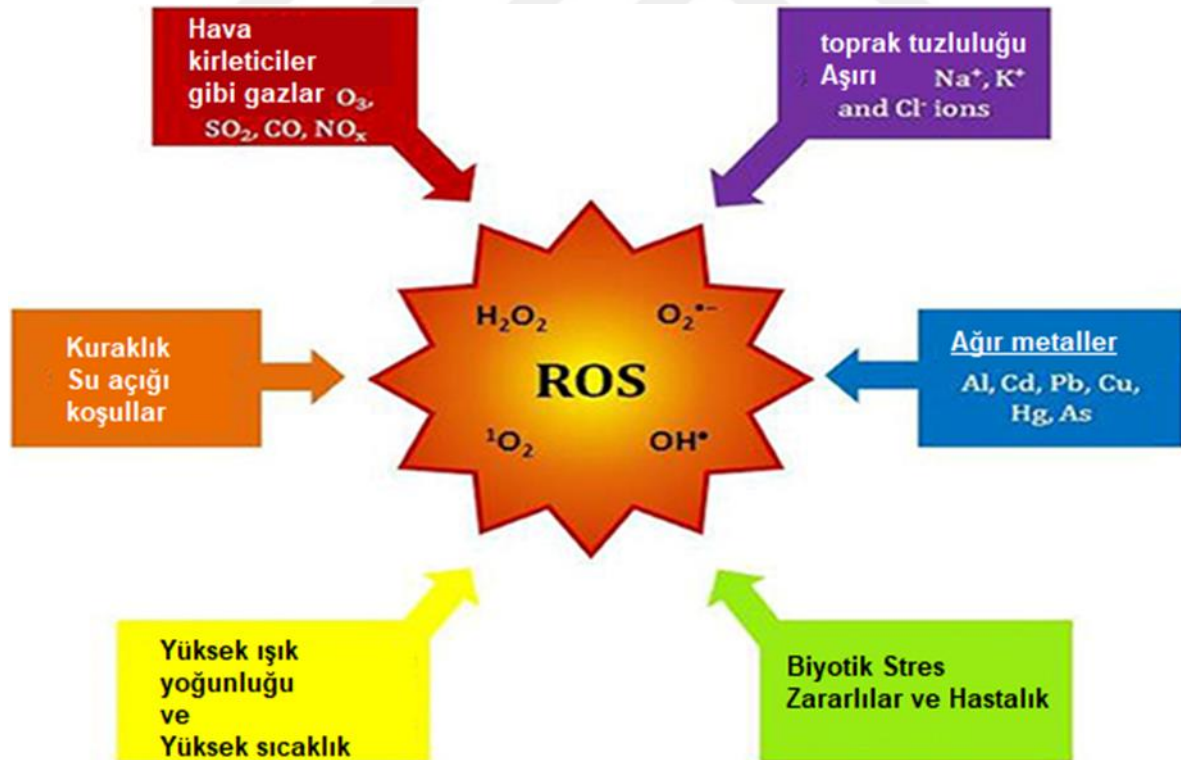 Hava
kirleticiler
gibi gazlar O₃,
SO₂, CO, NOₓ
toprak tuzluluğu
Aşırı Na⁺, K⁺
and Cl⁻ ions
H₂O₂ O₂•−
ROS
¹O₂ OH•
Kuraklık
Su açığı
koşullar
Ağır metaller
Al, Cd, Pb, Cu,
Hg, As
Yüksek ışık
yoğunluğu
ve
Yüksek sıcaklık
Biyotik Stres
Zararlılar ve Hastalık